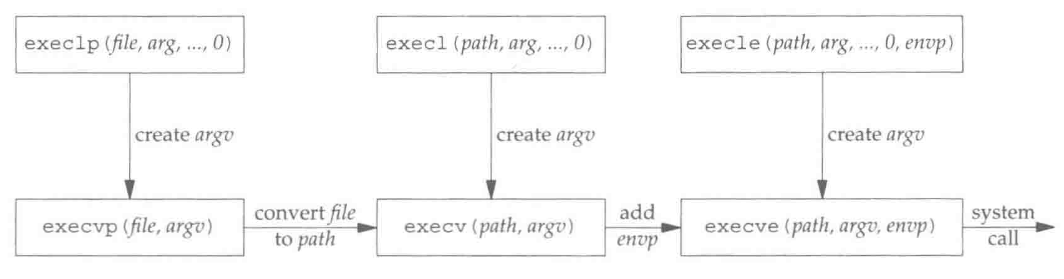 execlp(file, arg, ..., 0)
execl(path, arg, ..., 0)
execle(path, arg, ..., 0, envp)
create argv
create argv
create argv
execvp(file, argv)
convert file
to path
execv(path, argv)
add
envp
execve(path, argv, envp)
system
call